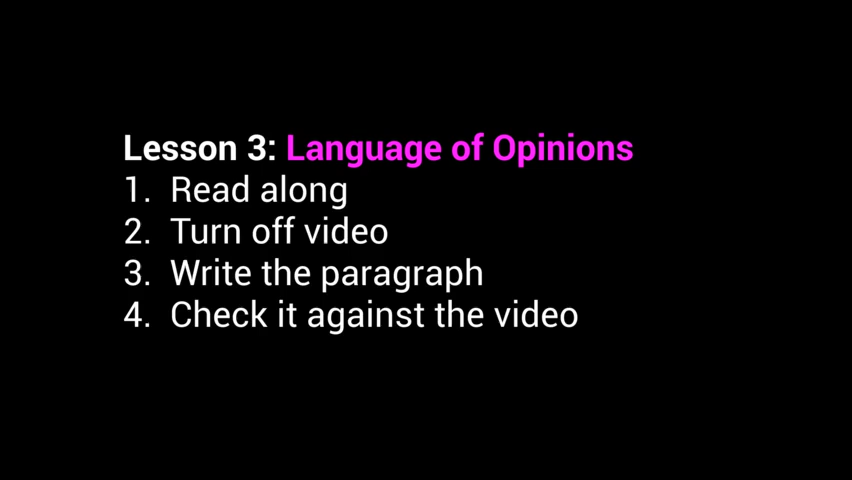 Lesson 3: Language of Opinions
1. Read along
2. Turn off video
3. Write the paragraph
4. Check it against the video